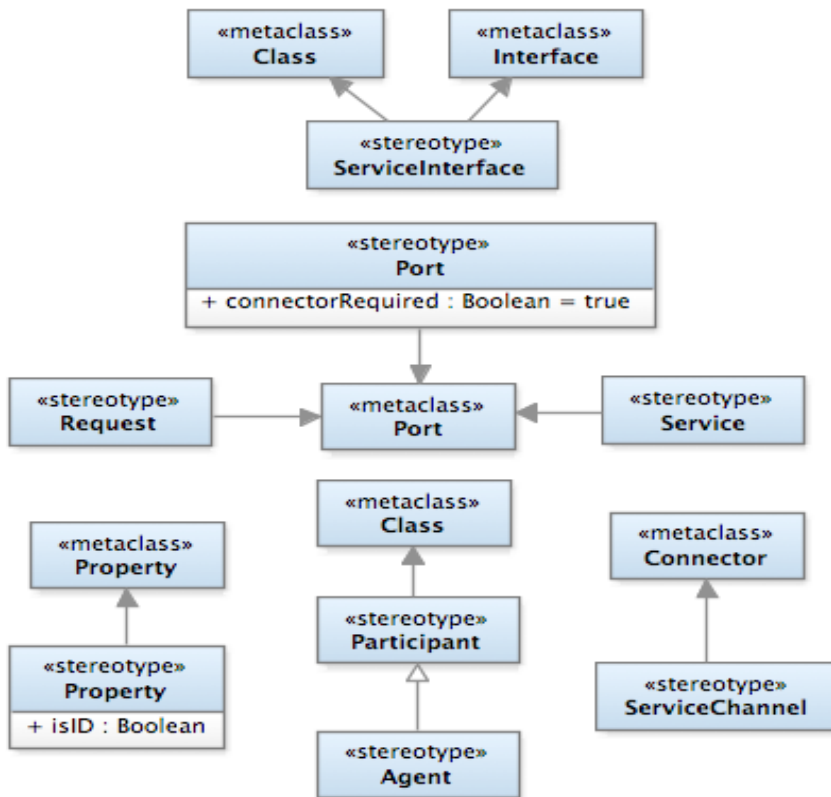 «metaclass»
Class
«metaclass»
Interface
«stereotype»
ServiceInterface
«stereotype»
Port
+ connectorRequired : Boolean = true
«stereotype»
Request
«metaclass»
Port
«stereotype»
Service
«metaclass»
Class
«metaclass»
Property
«metaclass»
Connector
«stereotype»
Participant
«stereotype»
Property
+ isID : Boolean
«stereotype»
ServiceChannel
«stereotype»
Agent